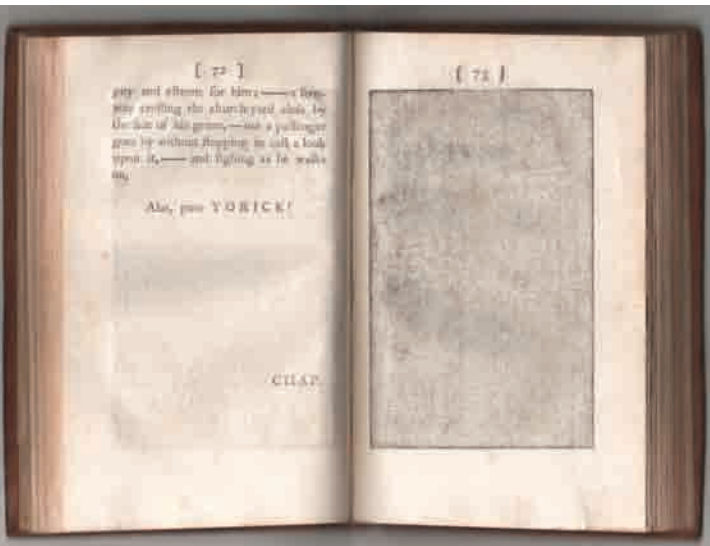 [ 72 ]
pity and esteem for him;——a foot-
way crossing the church-yard close by
the side of his grave,—not a passenger
goes by without stopping to cast a look
upon it,——and sighing as he walks
on,
Alas, poor YORICK!
CHAP.
[ 73 ]